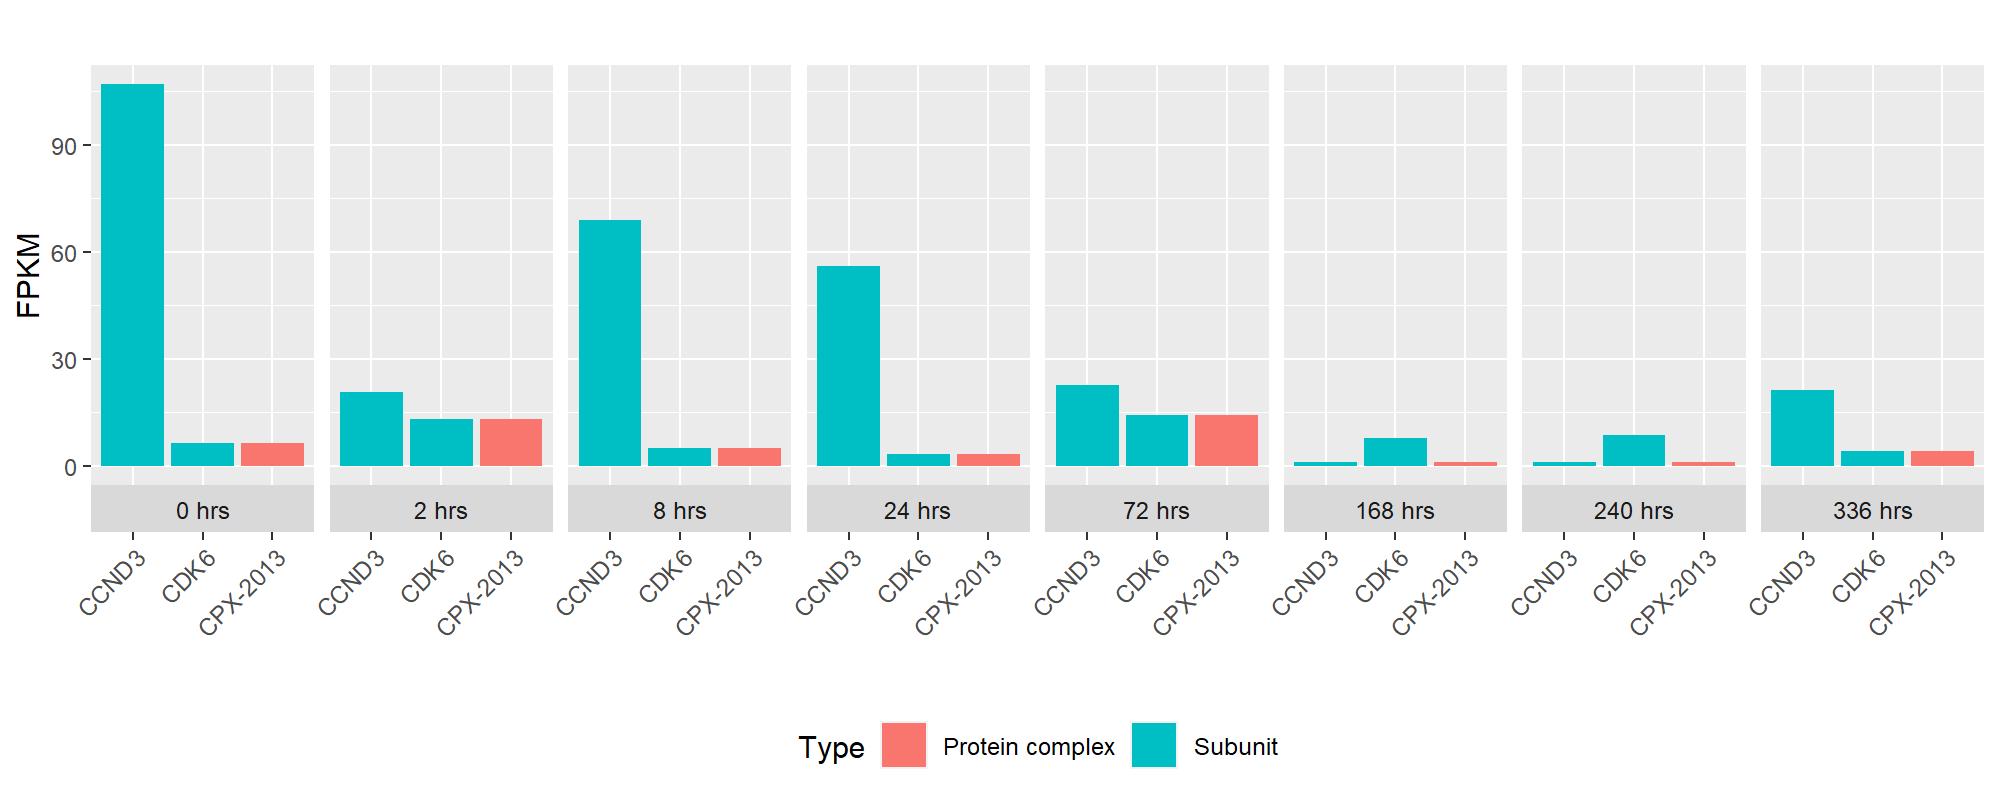 FPKM
90
60
30
0
0 hrs 2 hrs 8 hrs 24 hrs 72 hrs 168 hrs 240 hrs 336 hrs
CCND3 CDK6 CPX-2013 CCND3 CDK6 CPX-2013 CCND3 CDK6 CPX-2013 CCND3 CDK6 CPX-2013 CCND3 CDK6 CPX-2013 CCND3 CDK6 CPX-2013 CCND3 CDK6 CPX-2013 CCND3 CDK6 CPX-2013
Type Protein complex Subunit